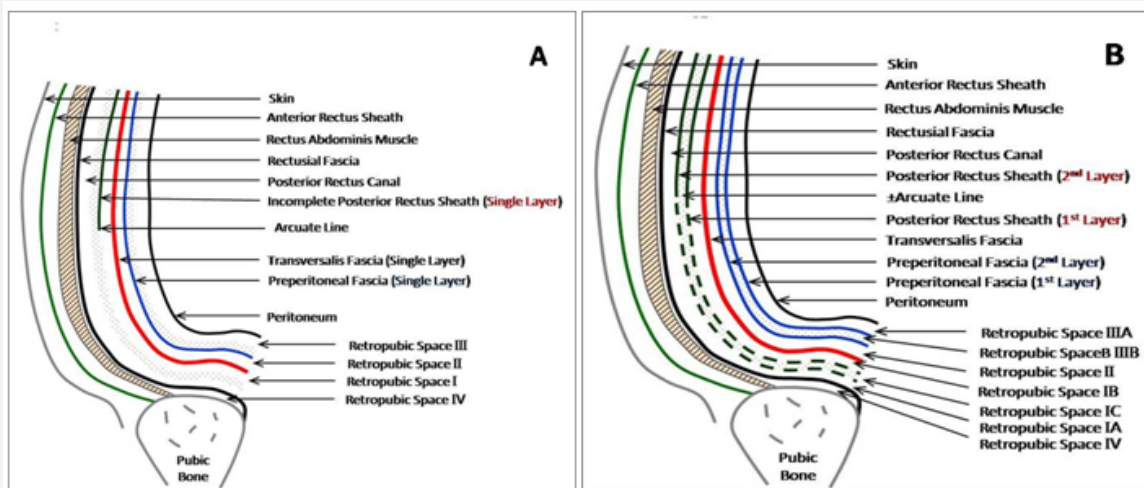 A
Skin
Anterior Rectus Sheath
Rectus Abdominis Muscle
Rectusial Fascia
Posterior Rectus Canal
Incomplete Posterior Rectus Sheath (Single Layer)
Arcuate Line
Transversalis Fascia (Single Layer)
Preperitoneal Fascia (Single Layer)
Peritoneum
Retropubic Space III
Retropubic Space II
Retropubic Space I
Retropubic Space IV
Pubic
Bone
B
Skin
Anterior Rectus Sheath
Rectus Abdominis Muscle
Rectusial Fascia
Posterior Rectus Canal
Posterior Rectus Sheath (2nd Layer)
±Arcuate Line
Posterior Rectus Sheath (1st Layer)
Transversalis Fascia
Preperitoneal Fascia (2nd Layer)
Preperitoneal Fascia (1st Layer)
Peritoneum
Retropubic Space IIIA
Retropubic SpaceB IIIB
Retropubic Space II
Retropubic Space IB
Retropubic Space IC
Retropubic Space IA
Retropubic Space IV
Pubic
Bone